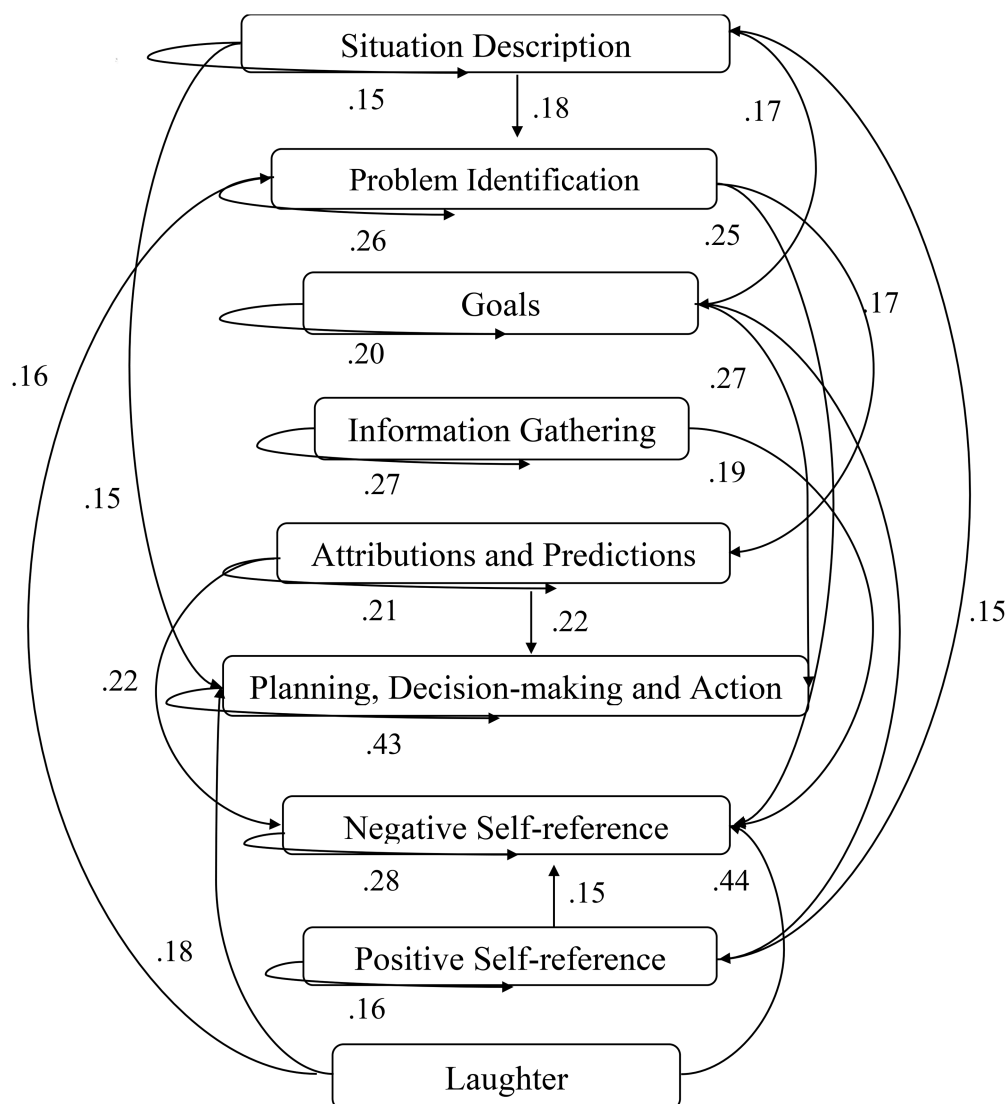 Situation Description
.15
.18
.17
Problem Identification
.26
.25
Goals
.17
.20
.27
.16
Information Gathering
.27
.19
.15
Attributions and Predictions
.21
.22
.15
.22
Planning, Decision-making and Action
.43
Negative Self-reference
.28
.44
.15
Positive Self-reference
.18
.16
Laughter